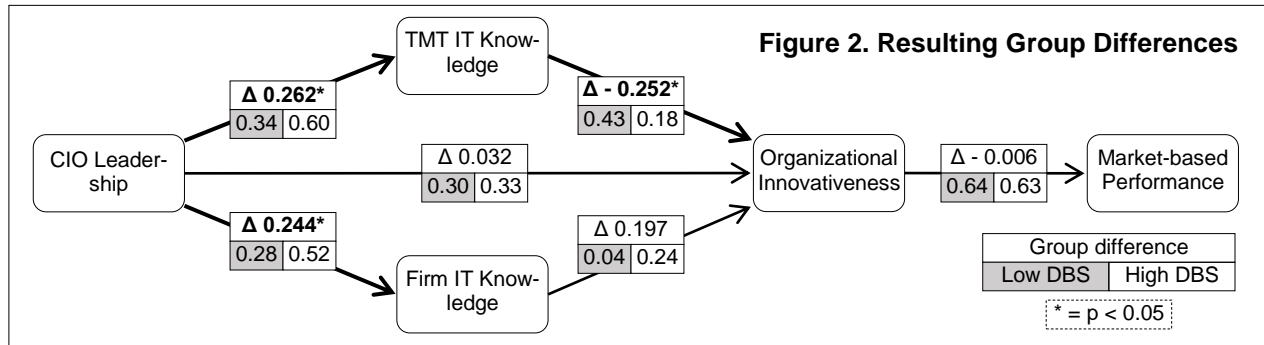 Figure 2. Resulting Group Differences
TMT IT Know-
ledge
Δ 0.262*
0.34 0.60
Δ - 0.252*
0.43 0.18
CIO Leader-
ship
Δ 0.032
0.30 0.33
Organizational
Innovativeness
Δ - 0.006
0.64 0.63
Market-based
Performance
Δ 0.244*
0.28 0.52
Δ 0.197
0.04 0.24
Firm IT Know-
ledge
Group difference
Low DBS High DBS
* = p < 0.05